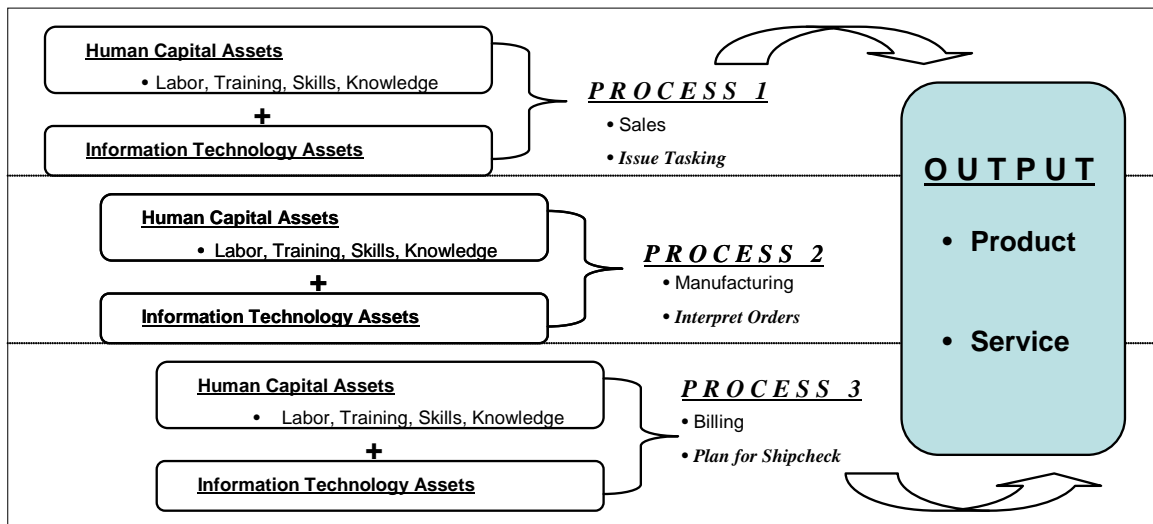 Human Capital Assets
• Labor, Training, Skills, Knowledge
+
Information Technology Assets
PROCESS 1
• Sales
• Issue Tasking
Human Capital Assets
• Labor, Training, Skills, Knowledge
+
Information Technology Assets
PROCESS 2
• Manufacturing
• Interpret Orders
Human Capital Assets
• Labor, Training, Skills, Knowledge
+
Information Technology Assets
PROCESS 3
• Billing
• Plan for Shipcheck
OUTPUT
• Product
• Service